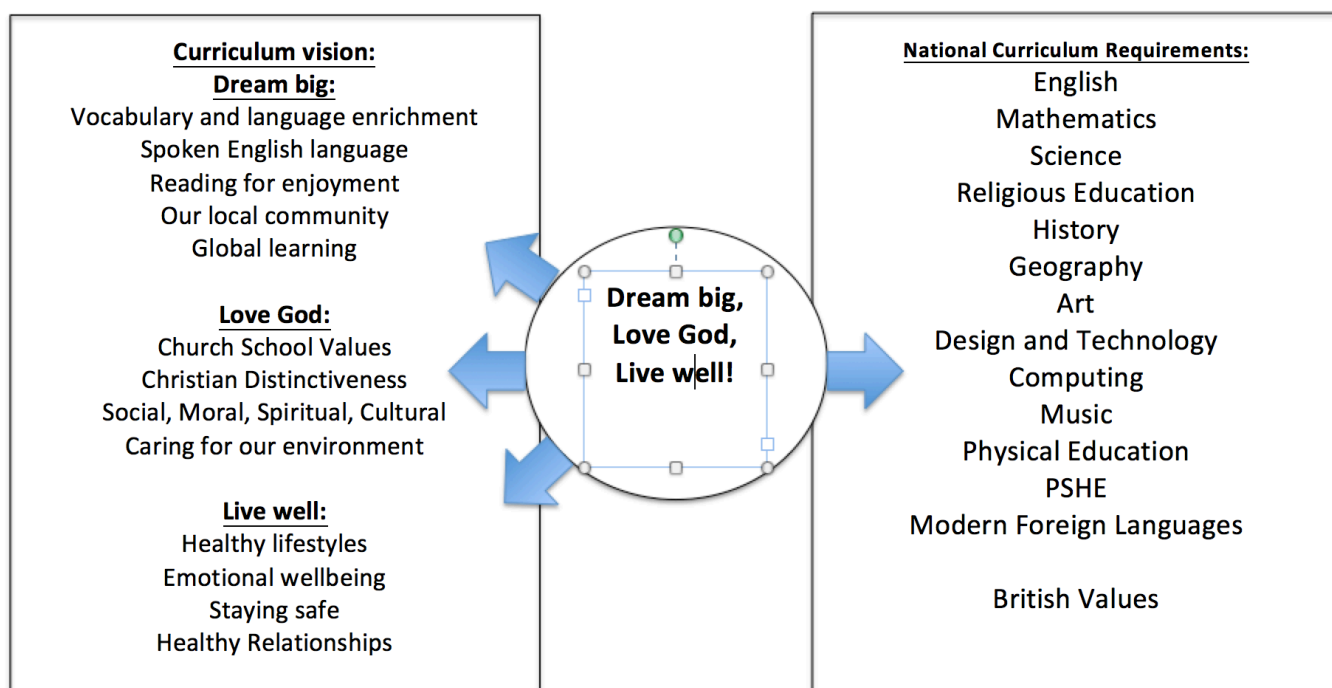 Curriculum vision:
Dream big:
Vocabulary and language enrichment
Spoken English language
Reading for enjoyment
Our local community
Global learning
Love God:
Church School Values
Christian Distinctiveness
Social, Moral, Spiritual, Cultural
Caring for our environment
Live well:
Healthy lifestyles
Emotional wellbeing
Staying safe
Healthy Relationships
Dream big,
Love God,
Live well!
National Curriculum Requirements:
English
Mathematics
Science
Religious Education
History
Geography
Art
Design and Technology
Computing
Music
Physical Education
PSHE
Modern Foreign Languages
British Values